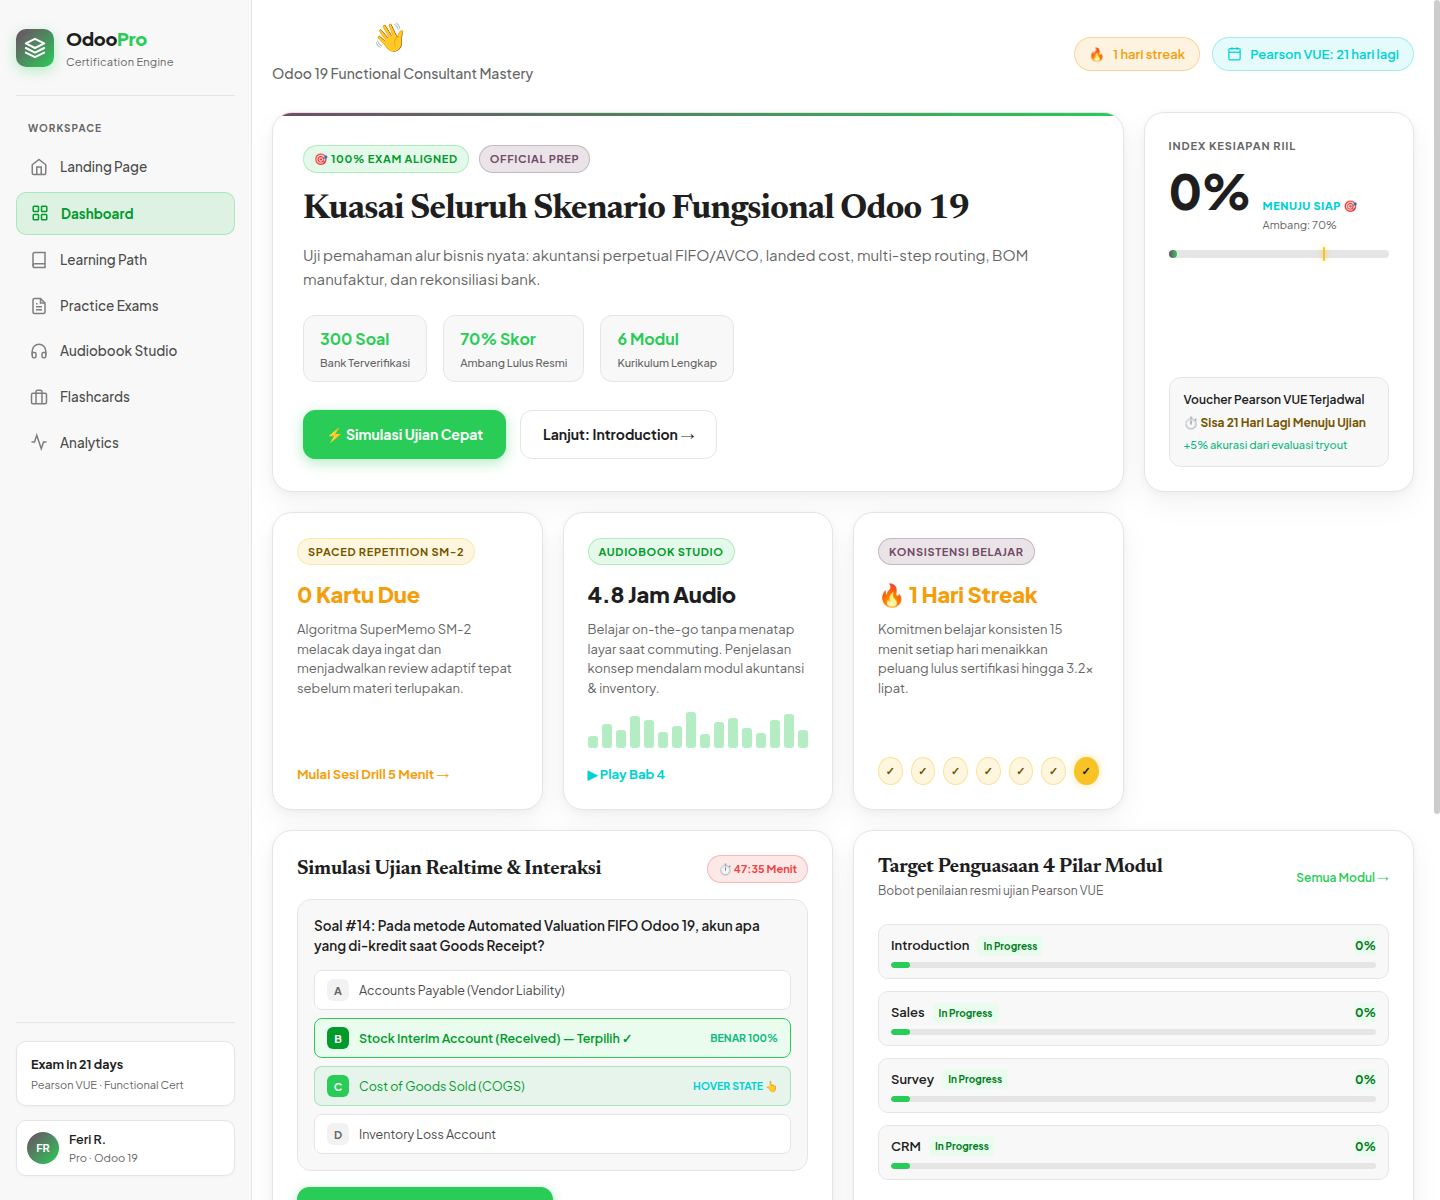 OdooPro
Certification Engine
WORKSPACE
Landing Page
Dashboard
Learning Path
Practice Exams
Audiobook Studio
Flashcards
Analytics
Exam in 21 days
Pearson VUE · Functional Cert
FR
Feri R.
Pro · Odoo 19
👋
Odoo 19 Functional Consultant Mastery
🔥 1 hari streak
Pearson VUE: 21 hari lagi
🎯 100% EXAM ALIGNED
OFFICIAL PREP
Kuasai Seluruh Skenario Fungsional Odoo 19
Uji pemahaman alur bisnis nyata: akuntansi perpetual FIFO/AVCO, landed cost, multi-step routing, BOM
manufaktur, dan rekonsiliasi bank.
300 Soal
Bank Terverifikasi
70% Skor
Ambang Lulus Resmi
6 Modul
Kurikulum Lengkap
⚡ Simulasi Ujian Cepat
Lanjut: Introduction →
INDEX KESIAPAN RIIL
0%
MENUJU SIAP 🎯
Ambang: 70%
Voucher Pearson VUE Terjadwal
⏱️ Sisa 21 Hari Lagi Menuju Ujian
+5% akurasi dari evaluasi tryout
SPACED REPETITION SM-2
0 Kartu Due
Algoritma SuperMemo SM-2
melacak daya ingat dan
menjadwalkan review adaptif tepat
sebelum materi terlupakan.
Mulai Sesi Drill 5 Menit →
AUDIOBOOK STUDIO
4.8 Jam Audio
Belajar on-the-go tanpa menatap
layar saat commuting. Penjelasan
konsep mendalam modul akuntansi
& inventory.
▶ Play Bab 4
KONSISTENSI BELAJAR
🔥 1 Hari Streak
Komitmen belajar konsisten 15
menit setiap hari menaikkan
peluang lulus sertifikasi hingga 3.2×
lipat.
✓ ✓ ✓ ✓ ✓ ✓ ✓
Simulasi Ujian Realtime & Interaksi
⏱️ 47:35 Menit
Soal #14: Pada metode Automated Valuation FIFO Odoo 19, akun apa
yang di-kredit saat Goods Receipt?
A Accounts Payable (Vendor Liability)
B Stock Interim Account (Received) — Terpilih ✓ BENAR 100%
C Cost of Goods Sold (COGS) HOVER STATE 👆
D Inventory Loss Account
Target Penguasaan 4 Pilar Modul
Bobot penilaian resmi ujian Pearson VUE
Semua Modul →
Introduction In Progress 0%
Sales In Progress 0%
Survey In Progress 0%
CRM In Progress 0%